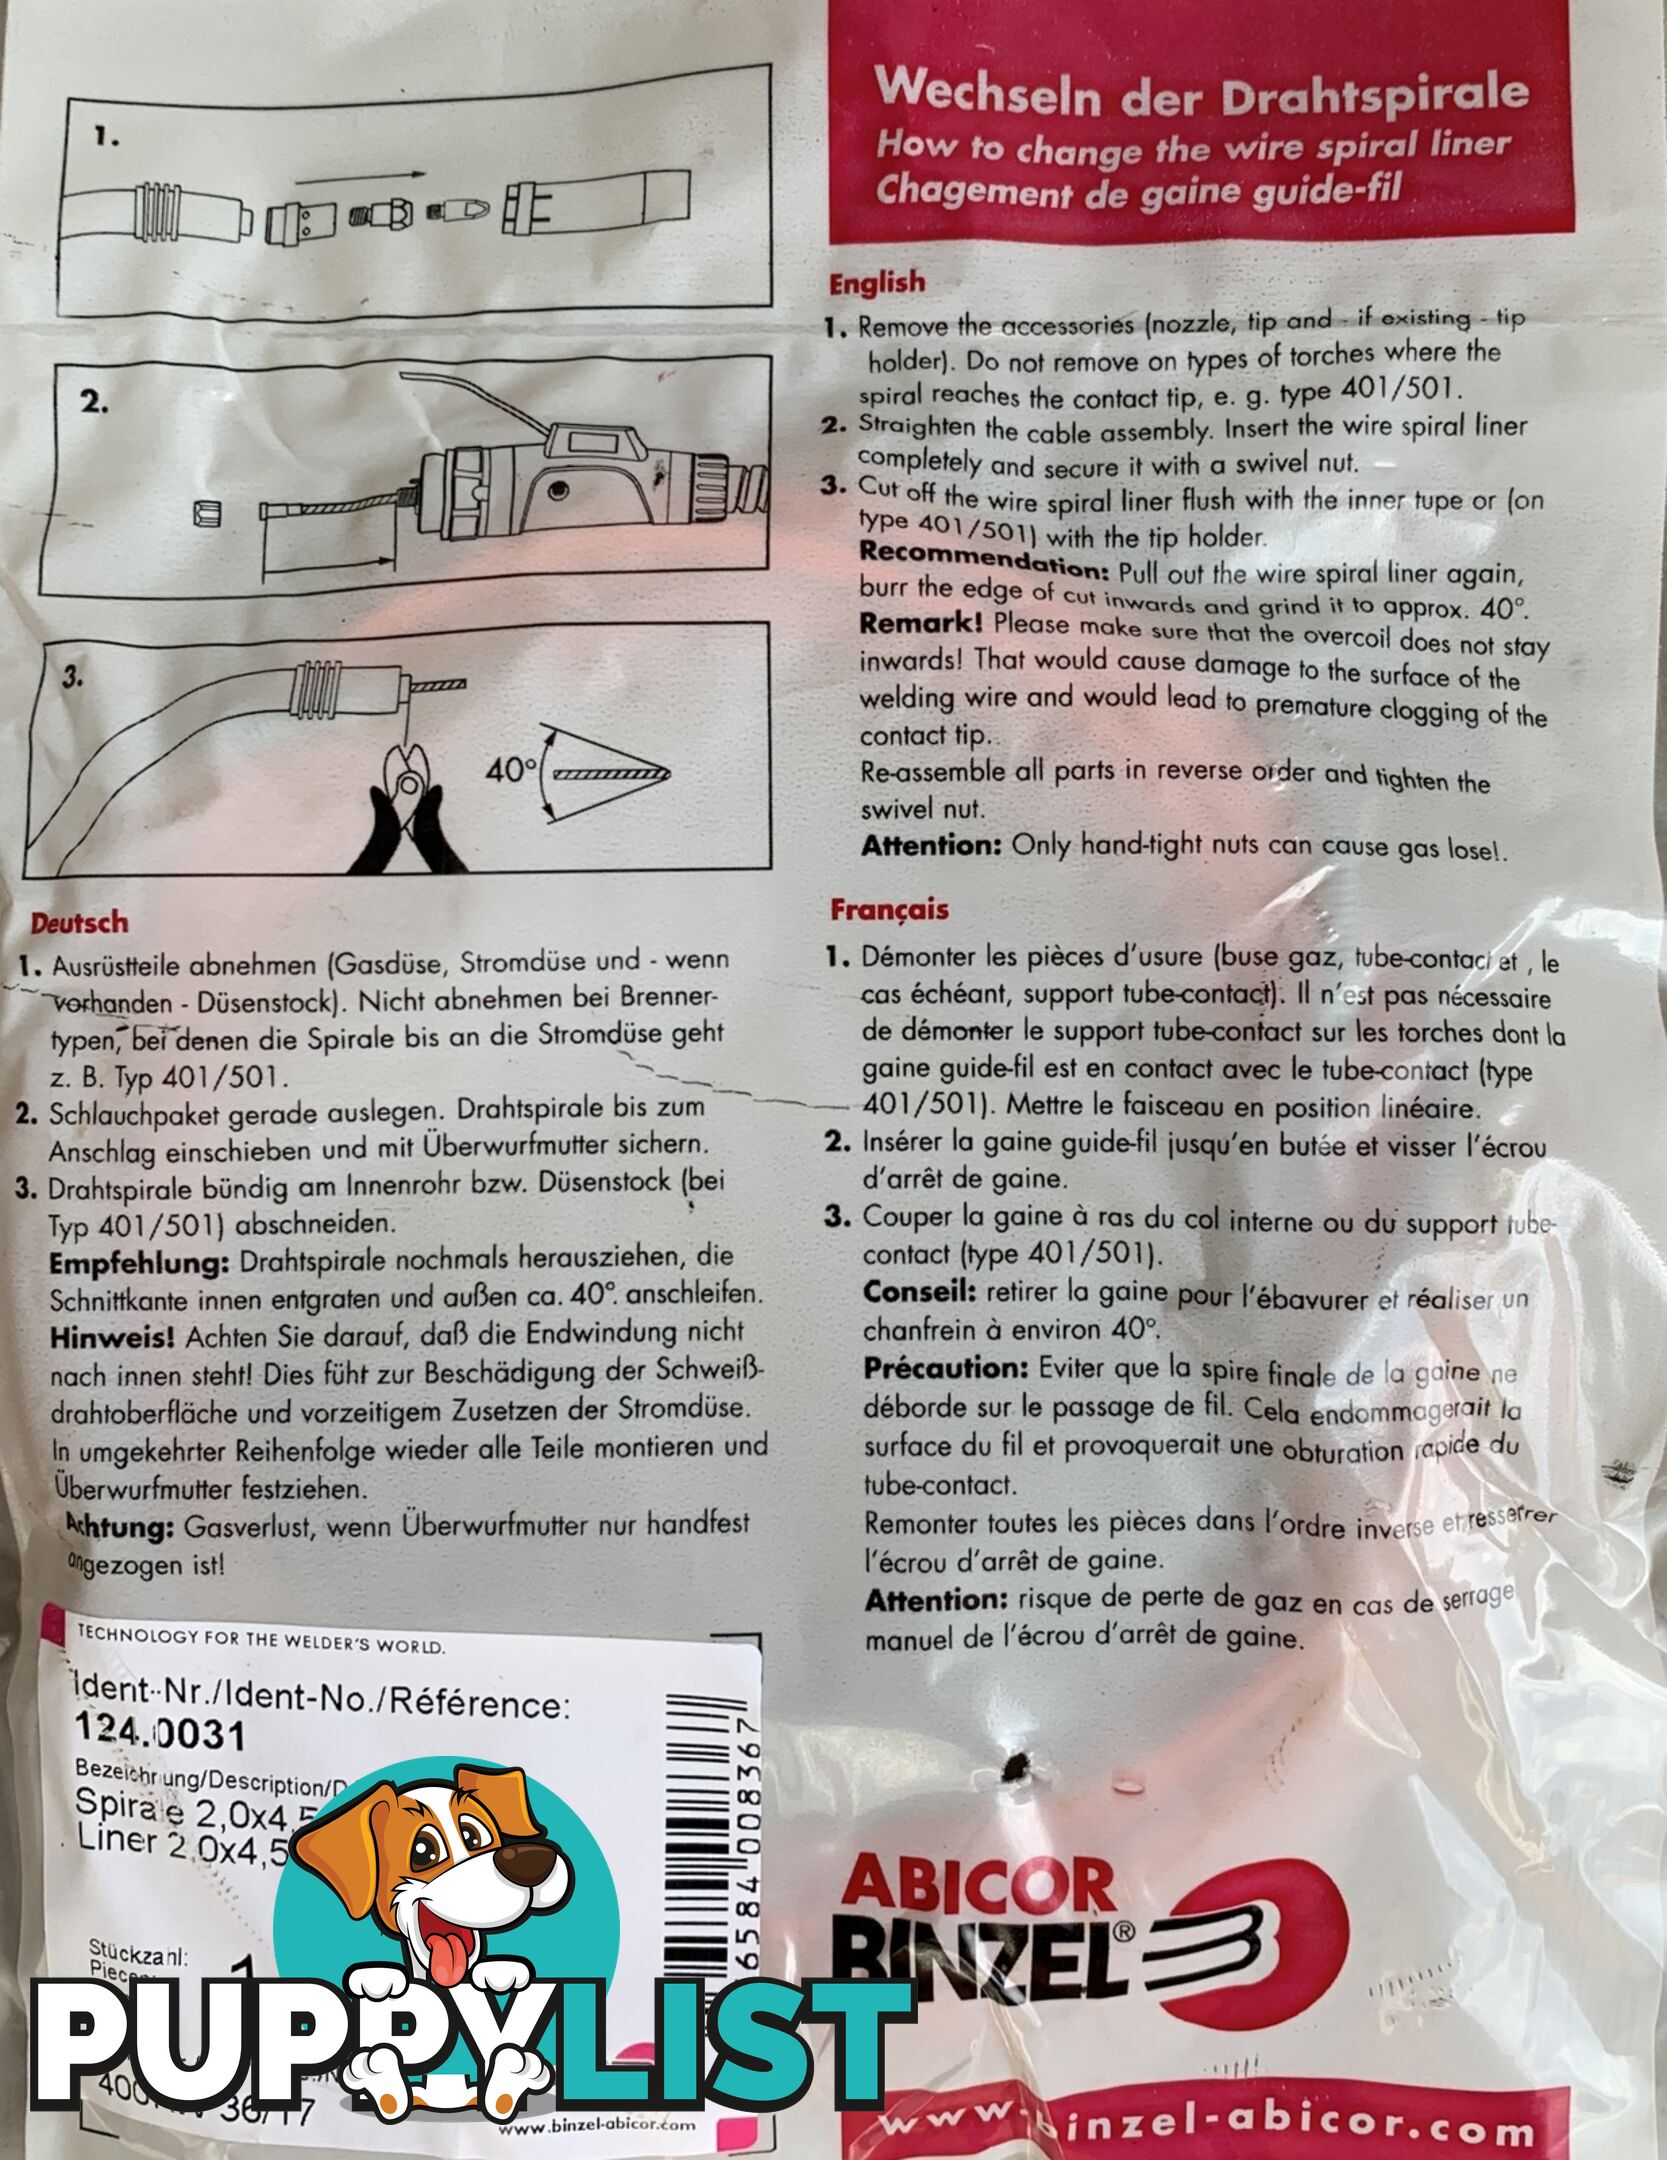 1.
2.
3.
40°
Wechseln der Drahtspirale
How to change the wire spiral liner
Chagement de gaine guide-fil
English
1. Remove the accessories (nozzle, tip and - if existing - tip
holder). Do not remove on types of torches where the
spiral reaches the contact tip, e. g. type 401/501.
2. Straighten the cable assembly. Insert the wire spiral liner
completely and secure it with a swivel nut.
3. Cut off the wire spiral liner flush with the inner tupe or (on
type 401/501) with the tip holder.
Recommendation: Pull out the wire spiral liner again,
burr the edge of cut inwards and grind it to approx. 40°.
Remark! Please make sure that the overcoil does not stay
inwards! That would cause damage to the surface of the
welding wire and would lead to premature clogging of the
contact tip.
Re-assemble all parts in reverse order and tighten the
swivel nut.
Attention: Only hand-tight nuts can cause gas lose!.
Deutsch
1. Ausrüstteile abnehmen (Gasdüse, Stromdüse und - wenn
vorhanden - Düsenstock). Nicht abnehmen bei Brenner-
typen, bei denen die Spirale bis an die Stromdüse geht
z. B. Typ 401/501.
2. Schlauchpaket gerade auslegen. Drahtspirale bis zum
Anschlag einschieben und mit Überwurfmutter sichern.
3. Drahtspirale bündig am Innenrohr bzw. Düsenstock (bei
Typ 401/501) abschneiden.
Empfehlung: Drahtspirale nochmals herausziehen, die
Schnittkante innen entgraten und außen ca. 40°. anschleifen.
Hinweis! Achten Sie darauf, daß die Endwindung nicht
nach innen steht! Dies füht zur Beschädigung der Schweiß-
drahtoberfläche und vorzeitigem Zusetzen der Stromdüse.
In umgekehrter Reihenfolge wieder alle Teile montieren und
Überwurfmutter festziehen.
Achtung: Gasverlust, wenn Überwurfmutter nur handfest
angezogen ist!
Français
1. Démonter les pièces d'usure (buse gaz, tube-contact et , le
cas échéant, support tube-contact). Il n'est pas nécessaire
de démonter le support tube-contact sur les torches dont la
gaine guide-fil est en contact avec le tube-contact (type
401/501). Mettre le faisceau en position linéaire.
2. Insérer la gaine guide-fil jusqu'en butée et visser l'écrou
d'arrêt de gaine.
3. Couper la gaine à ras du col interne ou du support tube-
contact (type 401/501).
Conseil: retirer la gaine pour l'ébavurer et réaliser un
chanfrein à environ 40°.
Précaution: Eviter que la spire finale de la gaine ne
déborde sur le passage de fil. Cela endommagerait la
surface du fil et provoquerait une obturation rapide du
tube-contact.
Remonter toutes les pièces dans l'ordre inverse et resserrer
l'écrou d'arrêt de gaine.
Attention: risque de perte de gaz en cas de serrage
manuel de l'écrou d'arrêt de gaine.
TECHNOLOGY FOR THE WELDER'S WORLD.
Ident-Nr./Ident-No./Référence:
124.0031
Bezeichnung/Description/D
Spirale 2,0x4,5
Liner 2,0x4,5
Stückzahl:
1
36/17
www.binzel-abicor.com
ABICOR
BINZEL®
www.binzel-abicor.com
PUPPYLIST